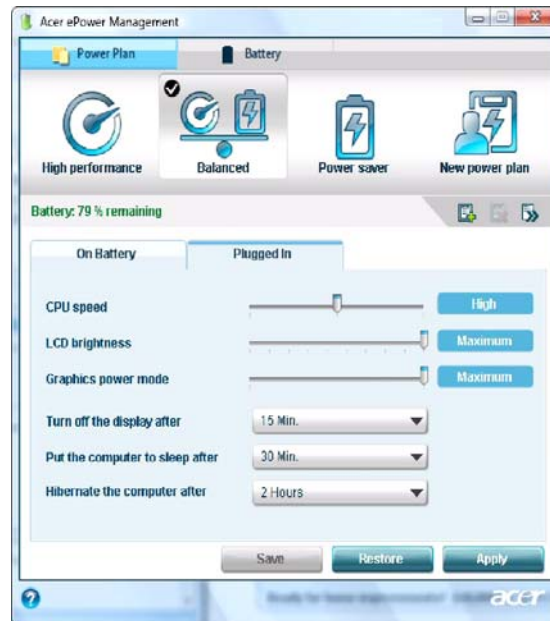 Acer ePower Management
Power Plan Battery
High performance Balanced Power saver New power plan
Battery: 79 % remaining
On Battery Plugged In
CPU speed High
LCD brightness Maximum
Graphics power mode Maximum
Turn off the display after 15 Min.
Put the computer to sleep after 30 Min.
Hibernate the computer after 2 Hours
Save Restore Apply
acer